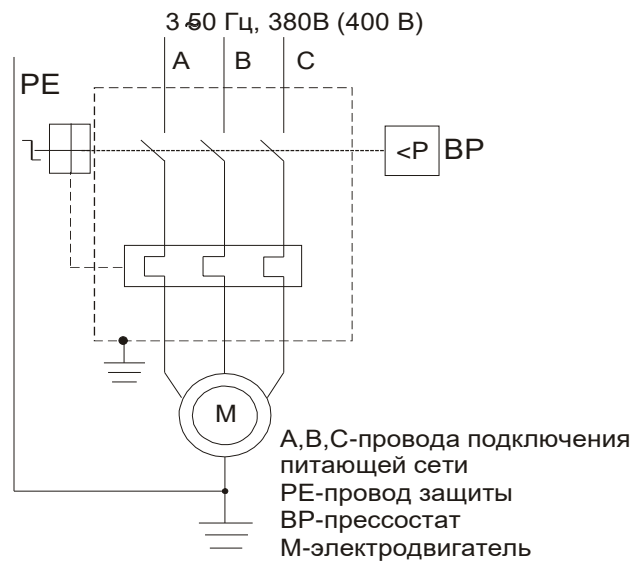 3 ~50 Гц, 380В (400 В)
A B C
PE
<P BP
M
A,B,C-провода подключения
питающей сети
PE-провод защиты
BP-прессостат
М-электродвигатель